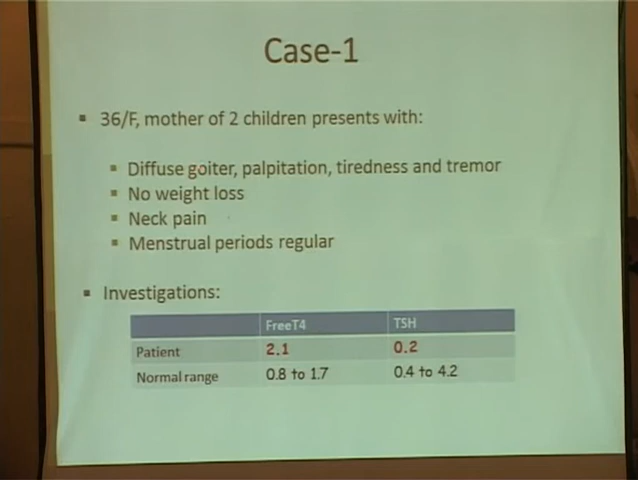 Case-1
36/F, mother of 2 children presents with:
Diffuse goiter, palpitation, tiredness and tremor
No weight loss
Neck pain
Menstrual periods regular
Investigations:
FreeT4 TSH
Patient 2.1 0.2
Normal range 0.8 to 1.7 0.4 to 4.2